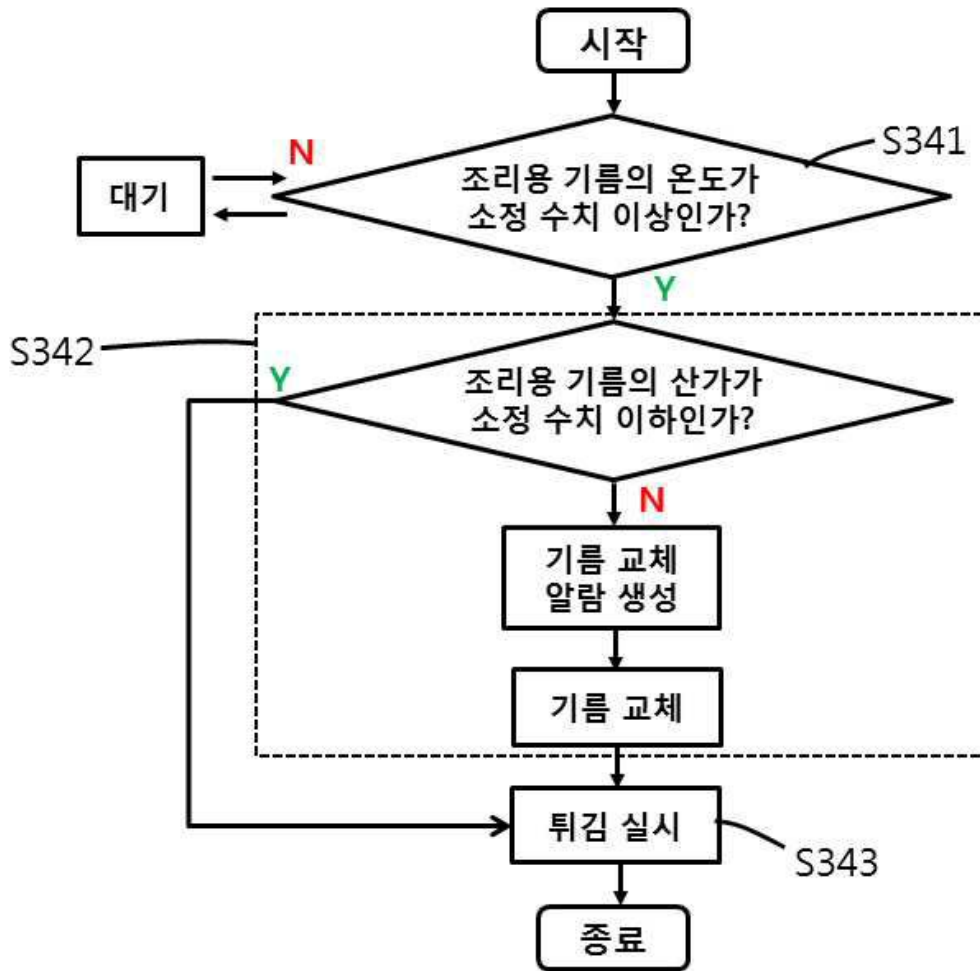 시작
S341
N
대기
조리용 기름의 온도가
소정 수치 이상인가?
Y
S342
Y
조리용 기름의 산가가
소정 수치 이하인가?
N
기름 교체
알람 생성
기름 교체
튀김 실시
S343
종료